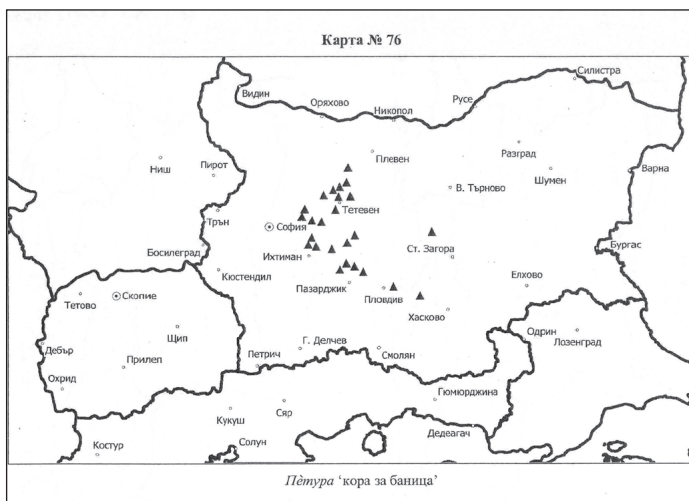 Карта № 76
Силистра
Видин
Русе
Оряхово
Никопол
Плевен
Разград
Ниш
Пирот
Шумен
Варна
В. Търново
Тетевен
Трън
София
Босилеград
Бургас
Ст. Загора
Ихтиман
Кюстендил
Елхово
Пазарджик
Тетово
Скопие
Пловдив
Хасково
Щип
Одрин
Лозенград
Дебър
Г. Делчев
Смолян
Прилеп
Петрич
Охрид
Гюмюрджина
Сяр
Кукуш
Дедеагач
Солун
Костур
Пѐтура ‘кора за баница’